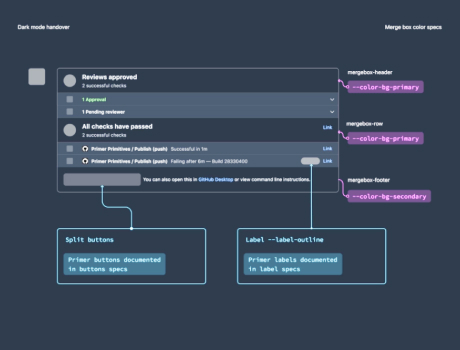 Dark mode handover
Merge box color specs
Reviews approved
2 successful checks
1 Approval
1 Pending reviewer
All checks have passed
2 successful checks
Link
Primer Primitives / Publish (push) Successful in 1m
Link
Primer Primitives / Publish (push) Failing after 6m — Build 28330400
Link
You can also open this in GitHub Desktop or view command line instructions.
mergebox-header
--color-bg-primary
mergebox-row
--color-bg-primary
mergebox-footer
--color-bg-secondary
Split buttons
Primer buttons documented
in buttons specs
Label --label-outline
Primer labels documented
in label specs